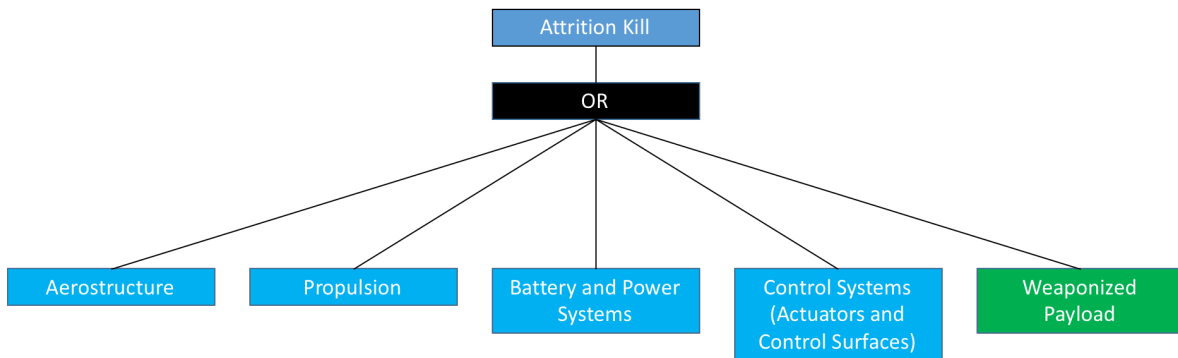 Attrition Kill
OR
Aerostructure
Propulsion
Battery and Power
Systems
Control Systems
(Actuators and
Control Surfaces)
Weaponized
Payload